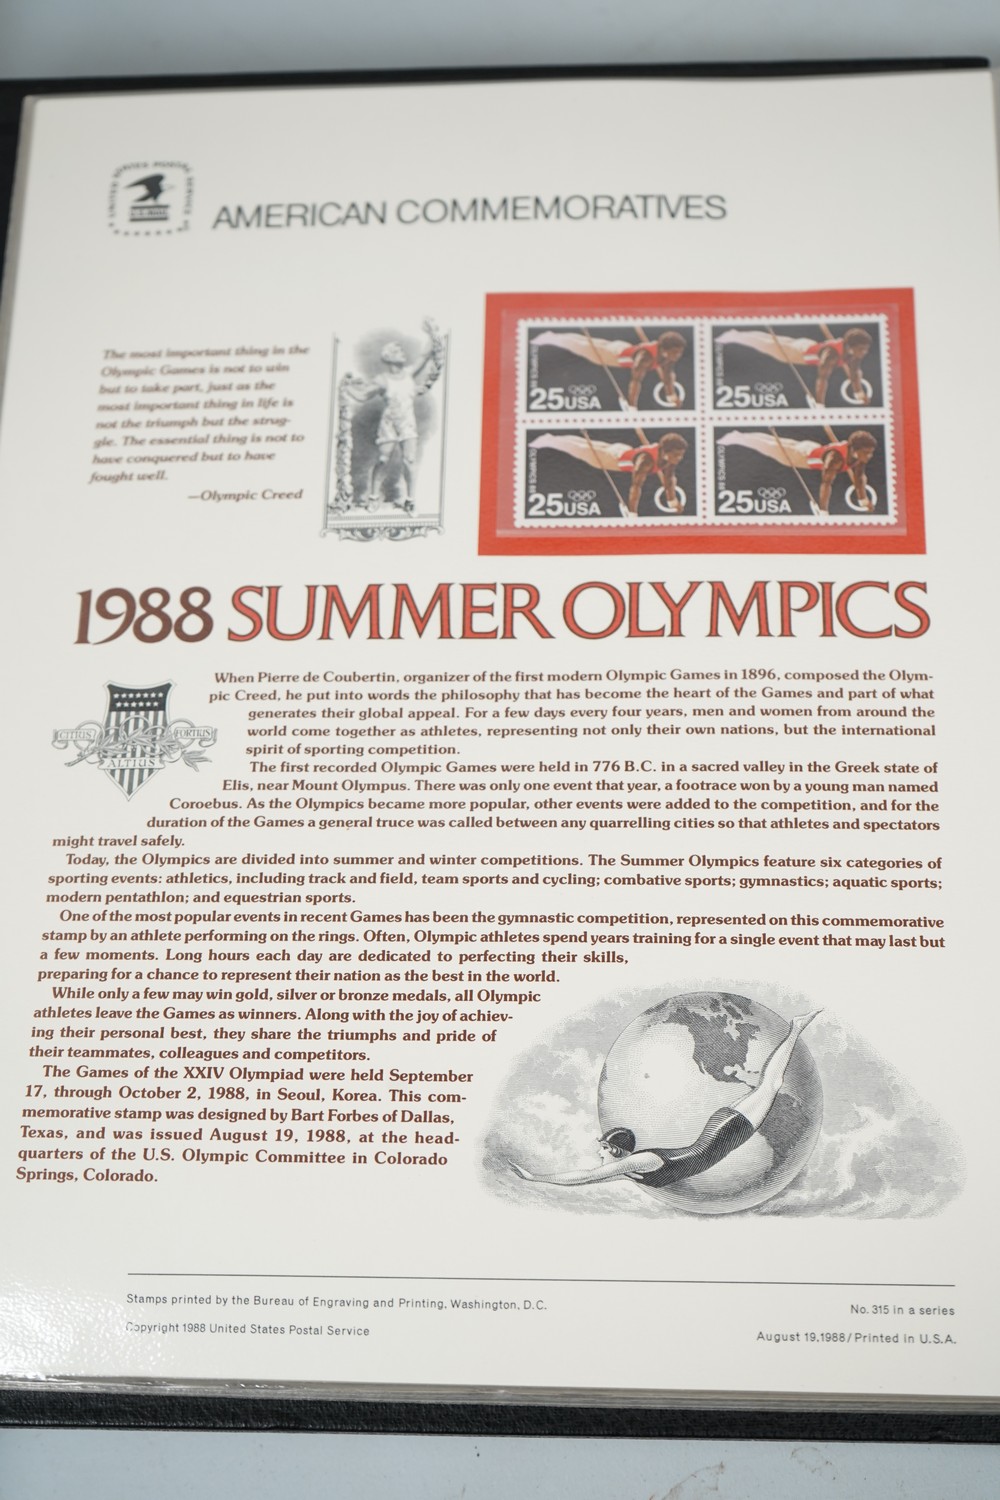 AMERICAN COMMEMORATIVES
The most important thing in the
Olympic Games is not to win
but to take part, just as the
most important thing in life is
not the triumph but the strug-
gle. The essential thing is not to
have conquered but to have
fought well.
—Olympic Creed
OLYMPICS 88
25USA
OLYMPICS 88
25USA
OLYMPICS 88
25USA
OLYMPICS 88
25USA
1988 SUMMER OLYMPICS
CITIUS ALTIUS FORTIUS
When Pierre de Coubertin, organizer of the first modern Olympic Games in 1896, composed the Olym-
pic Creed, he put into words the philosophy that has become the heart of the Games and part of what
generates their global appeal. For a few days every four years, men and women from around the
world come together as athletes, representing not only their own nations, but the international
spirit of sporting competition.
The first recorded Olympic Games were held in 776 B.C. in a sacred valley in the Greek state of
Elis, near Mount Olympus. There was only one event that year, a footrace won by a young man named
Coroebus. As the Olympics became more popular, other events were added to the competition, and for the
duration of the Games a general truce was called between any quarrelling cities so that athletes and spectators
might travel safely.
Today, the Olympics are divided into summer and winter competitions. The Summer Olympics feature six categories of
sporting events: athletics, including track and field, team sports and cycling; combative sports; gymnastics; aquatic sports;
modern pentathlon; and equestrian sports.
One of the most popular events in recent Games has been the gymnastic competition, represented on this commemorative
stamp by an athlete performing on the rings. Often, Olympic athletes spend years training for a single event that may last but
a few moments. Long hours each day are dedicated to perfecting their skills,
preparing for a chance to represent their nation as the best in the world.
While only a few may win gold, silver or bronze medals, all Olympic
athletes leave the Games as winners. Along with the joy of achiev-
ing their personal best, they share the triumphs and pride of
their teammates, colleagues and competitors.
The Games of the XXIV Olympiad were held September
17, through October 2, 1988, in Seoul, Korea. This com-
memorative stamp was designed by Bart Forbes of Dallas,
Texas, and was issued August 19, 1988, at the head-
quarters of the U.S. Olympic Committee in Colorado
Springs, Colorado.
Stamps printed by the Bureau of Engraving and Printing, Washington, D.C.
Copyright 1988 United States Postal Service
No. 315 in a series
August 19,1988/Printed in U.S.A.